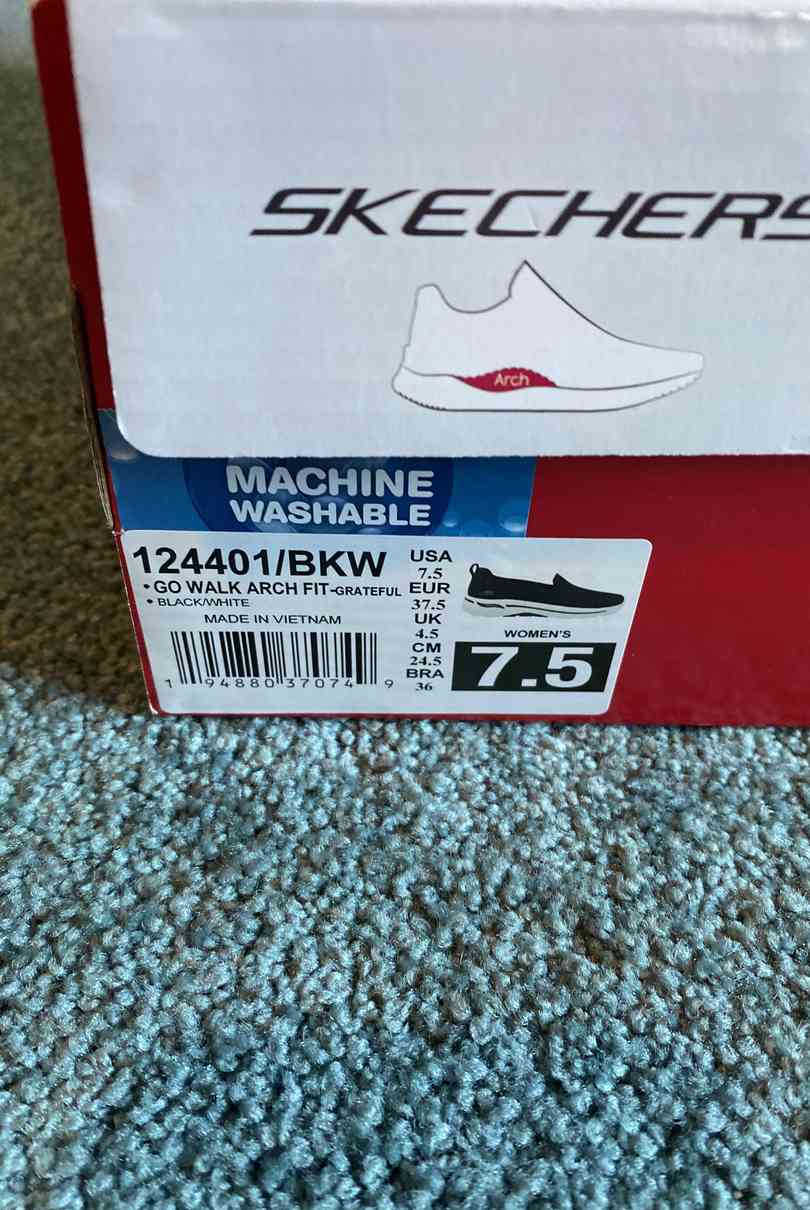 SKECHERS
Arch
MACHINE
WASHABLE
124401/BKW
• GO WALK ARCH FIT-GRATEFUL
• BLACK/WHITE
MADE IN VIETNAM
1 94880 37074 9
USA
7.5
EUR
37.5
UK
4.5
CM
24.5
BRA
36
WOMEN'S
7.5